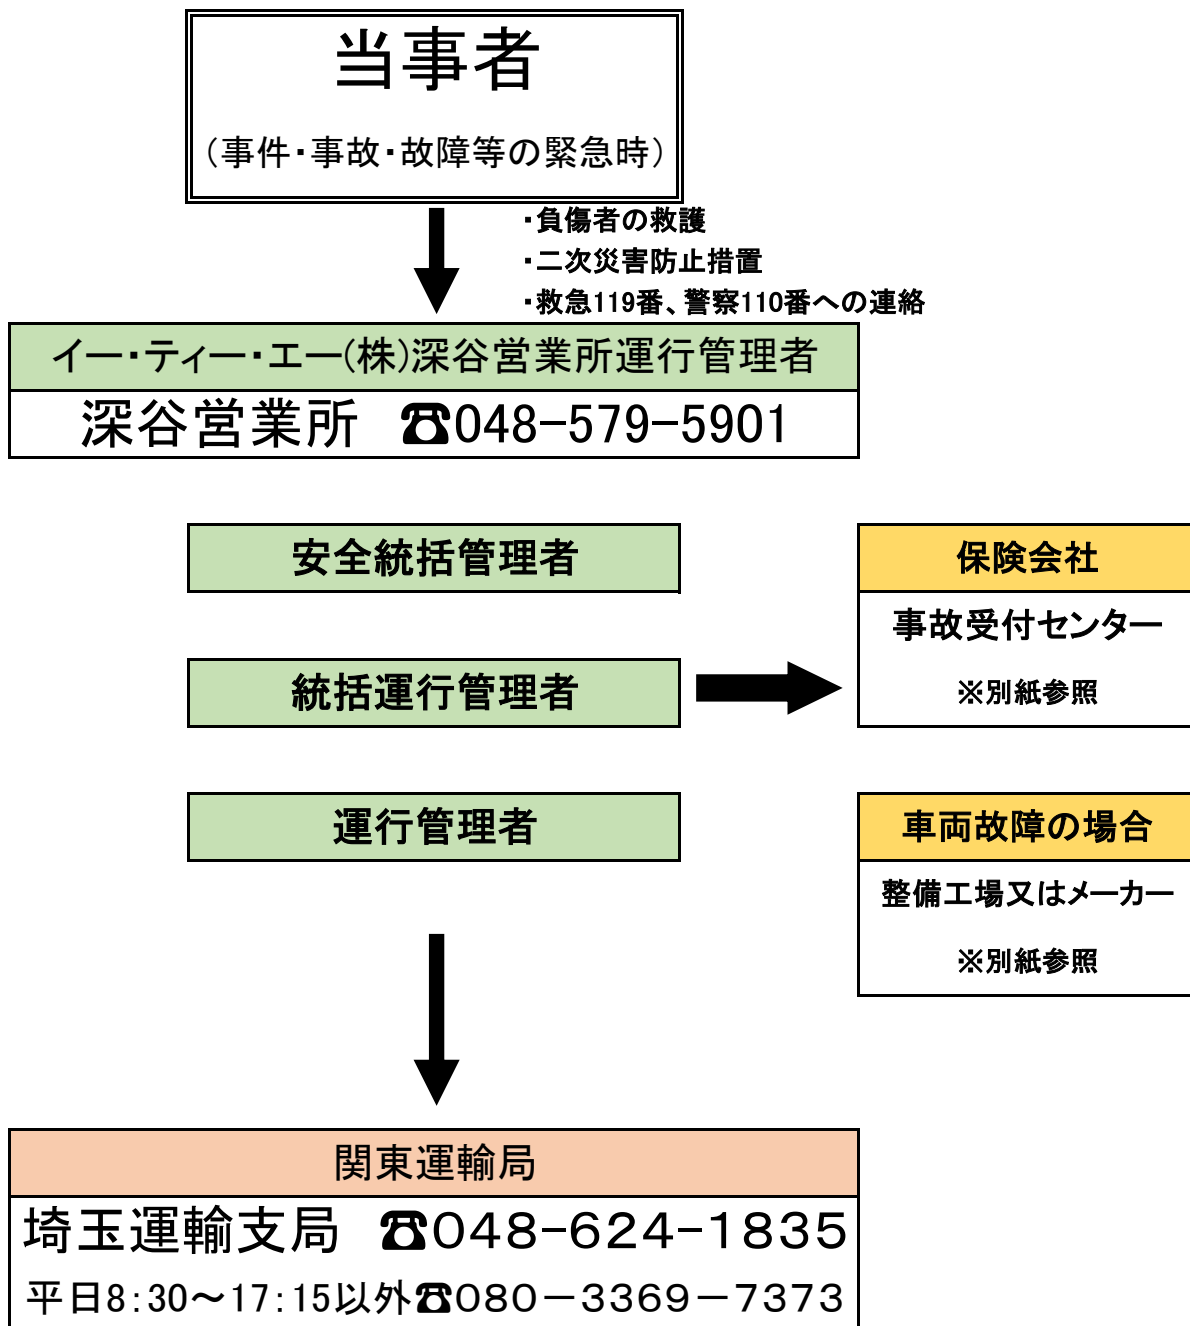 当事者
（事件・事故・故障等の緊急時）
・負傷者の救護
・二次災害防止措置
・救急119番、警察110番への連絡
イー・ティー・エー(株)深谷営業所運行管理者
深谷営業所　☎048-579-5901
安全統括管理者
保険会社
事故受付センター
統括運行管理者
※別紙参照
運行管理者
車両故障の場合
整備工場又はメーカー
※別紙参照
関東運輸局
埼玉運輸支局　☎０４８-６２４-１８３５
平日8:30～17:15以外☎０８０－３３６９－７３７３